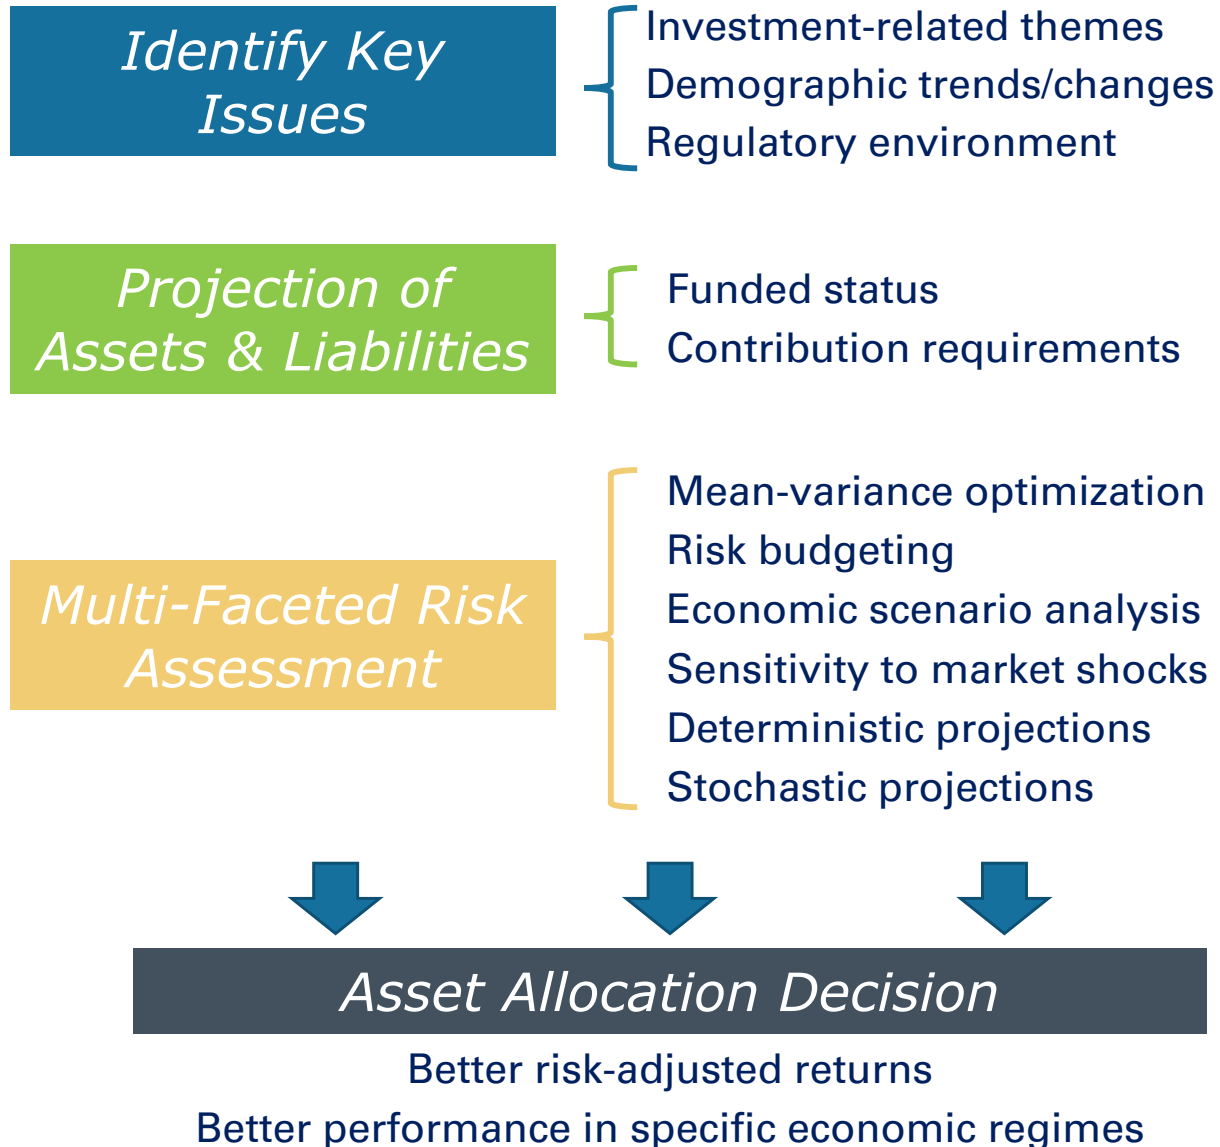 Identify Key
Issues
Investment-related themes
Demographic trends/changes
Regulatory environment
Projection of
Assets & Liabilities
Funded status
Contribution requirements
Multi-Faceted Risk
Assessment
Mean-variance optimization
Risk budgeting
Economic scenario analysis
Sensitivity to market shocks
Deterministic projections
Stochastic projections
Asset Allocation Decision
Better risk-adjusted returns
Better performance in specific economic regimes